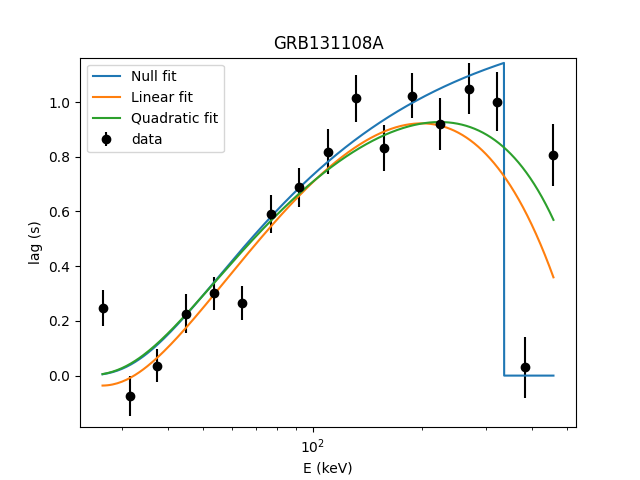 GRB131108A
Null fit
Linear fit
Quadratic fit
data
lag (s)
1.0
0.8
0.6
0.4
0.2
0.0
10²
E (keV)